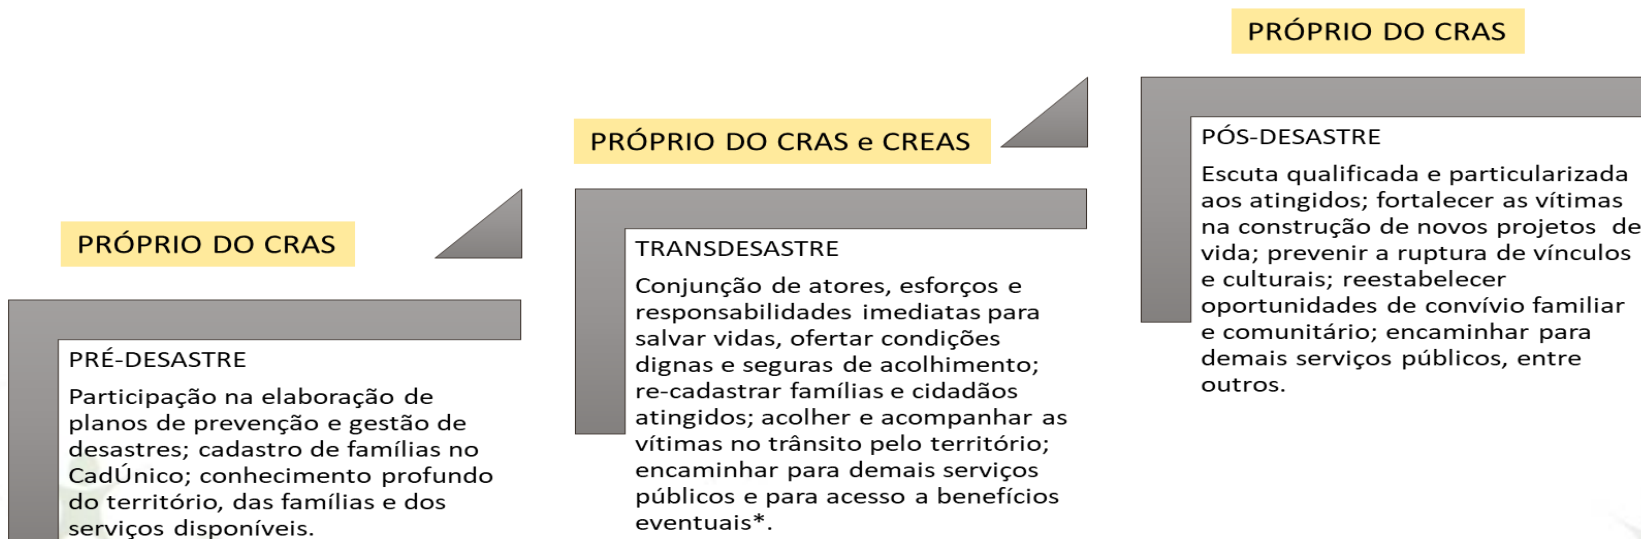 PRÓPRIO DO CRAS
PRÉ-DESASTRE
Participação na elaboração de
planos de prevenção e gestão de
desastres; cadastro de famílias no
CadÚnico; conhecimento profundo
do território, das famílias e dos
serviços disponíveis.
PRÓPRIO DO CRAS e CREAS
TRANSDESASTRE
Conjunção de atores, esforços e
responsabilidades imediatas para
salvar vidas, ofertar condições
dignas e seguras de acolhimento;
re-cadastrar famílias e cidadãos
atingidos; acolher e acompanhar as
vítimas no trânsito pelo território;
encaminhar para demais serviços
públicos e para acesso a benefícios
eventuais*.
PRÓPRIO DO CRAS
PÓS-DESASTRE
Escuta qualificada e particularizada
aos atingidos; fortalecer as vítimas
na construção de novos projetos de
vida; prevenir a ruptura de vínculos
e culturais; reestabelecer
oportunidades de convívio familiar
e comunitário; encaminhar para
demais serviços públicos, entre
outros.